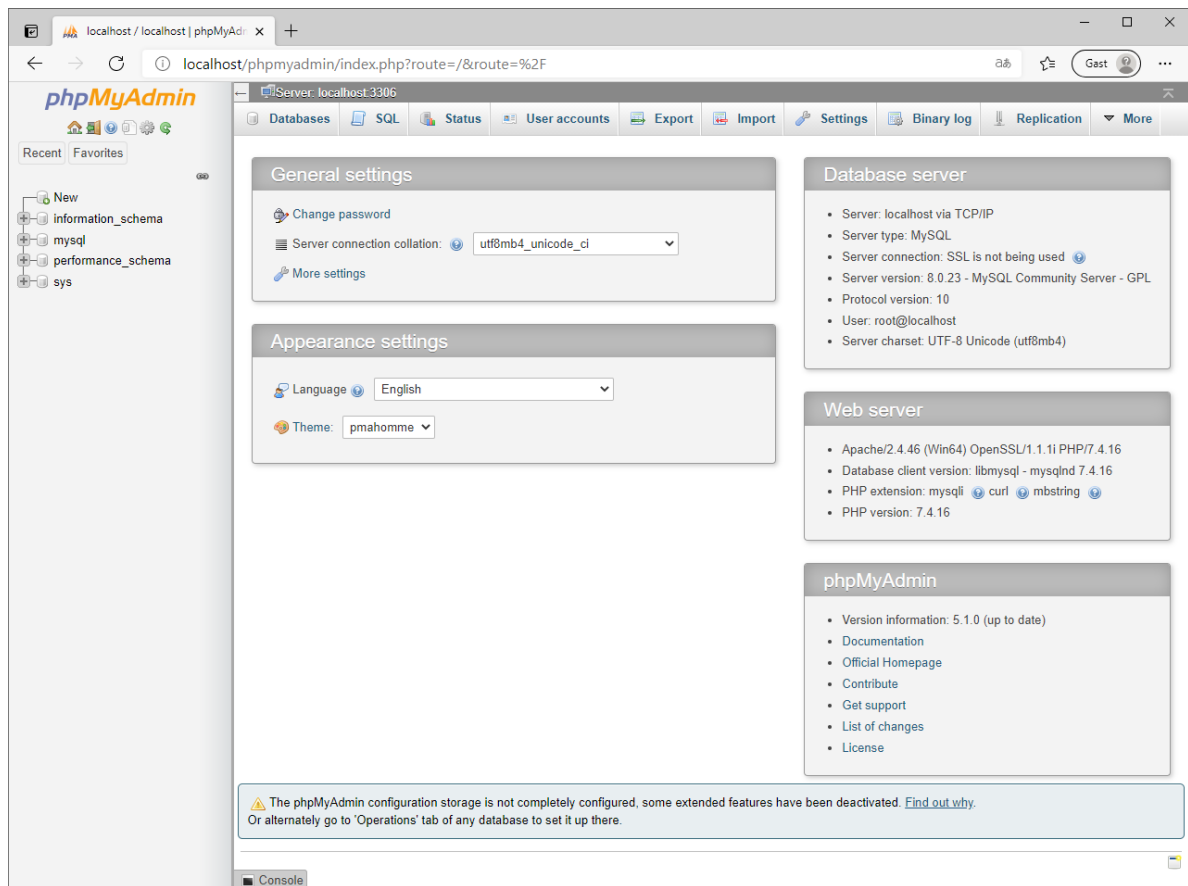 localhost / localhost | phpMyAdr
localhost/phpmyadmin/index.php?route=/&route=%2F
aあ
Gast
phpMyAdmin
Recent Favorites
New
information_schema
mysql
performance_schema
sys
Server: localhost:3306
Databases SQL Status User accounts Export Import Settings Binary log Replication More
General settings
Change password
Server connection collation: utf8mb4_unicode_ci
More settings
Appearance settings
Language English
Theme: pmahomme
Database server
Server: localhost via TCP/IP
Server type: MySQL
Server connection: SSL is not being used
Server version: 8.0.23 - MySQL Community Server - GPL
Protocol version: 10
User: root@localhost
Server charset: UTF-8 Unicode (utf8mb4)
Web server
Apache/2.4.46 (Win64) OpenSSL/1.1.1i PHP/7.4.16
Database client version: libmysql - mysqlnd 7.4.16
PHP extension: mysqli curl mbstring
PHP version: 7.4.16
phpMyAdmin
Version information: 5.1.0 (up to date)
Documentation
Official Homepage
Contribute
Get support
List of changes
License
The phpMyAdmin configuration storage is not completely configured, some extended features have been deactivated. Find out why.
Or alternately go to 'Operations' tab of any database to set it up there.
Console